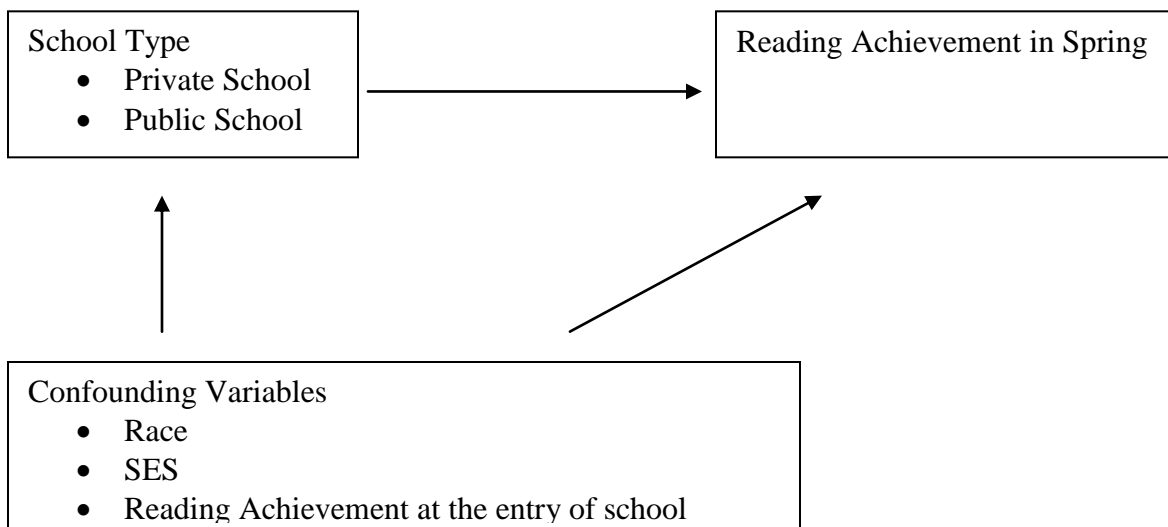 School Type
• Private School
• Public School
Reading Achievement in Spring
Confounding Variables
• Race
• SES
• Reading Achievement at the entry of school